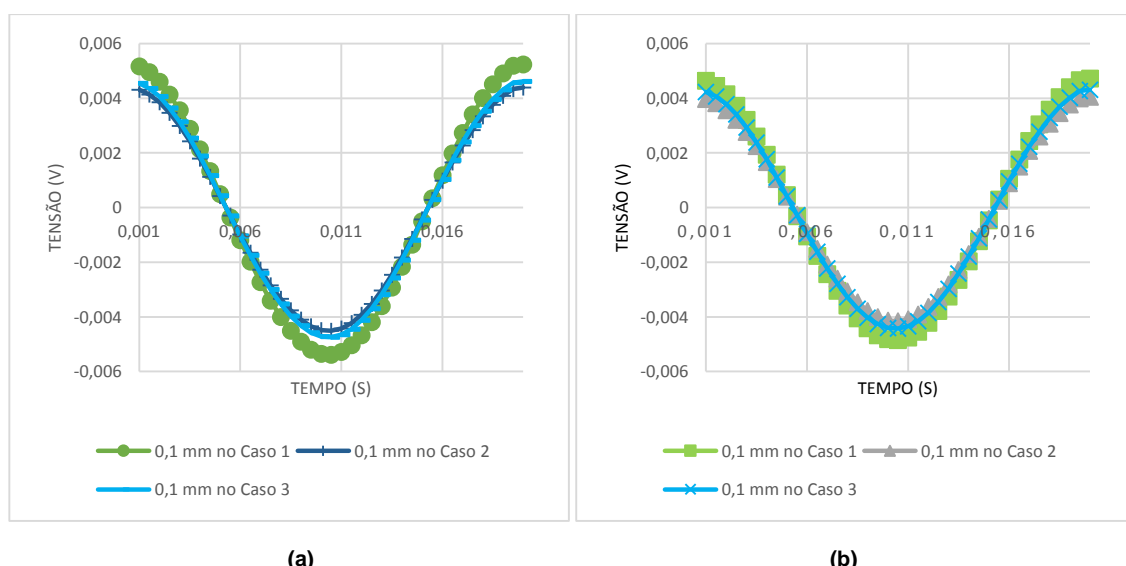 0,006
0,004
0,002
0
-0,002
-0,004
-0,006
0,001 0,006 0,011 0,016
TENSÃO (V)
TEMPO (S)
0,1 mm no Caso 1 0,1 mm no Caso 2
0,1 mm no Caso 3
(a)
0,006
0,004
0,002
0
-0,002
-0,004
-0,006
0,001 0,006 0,011 0,016
TENSÃO (V)
TEMPO (S)
0,1 mm no Caso 1 0,1 mm no Caso 2
0,1 mm no Caso 3
(b)